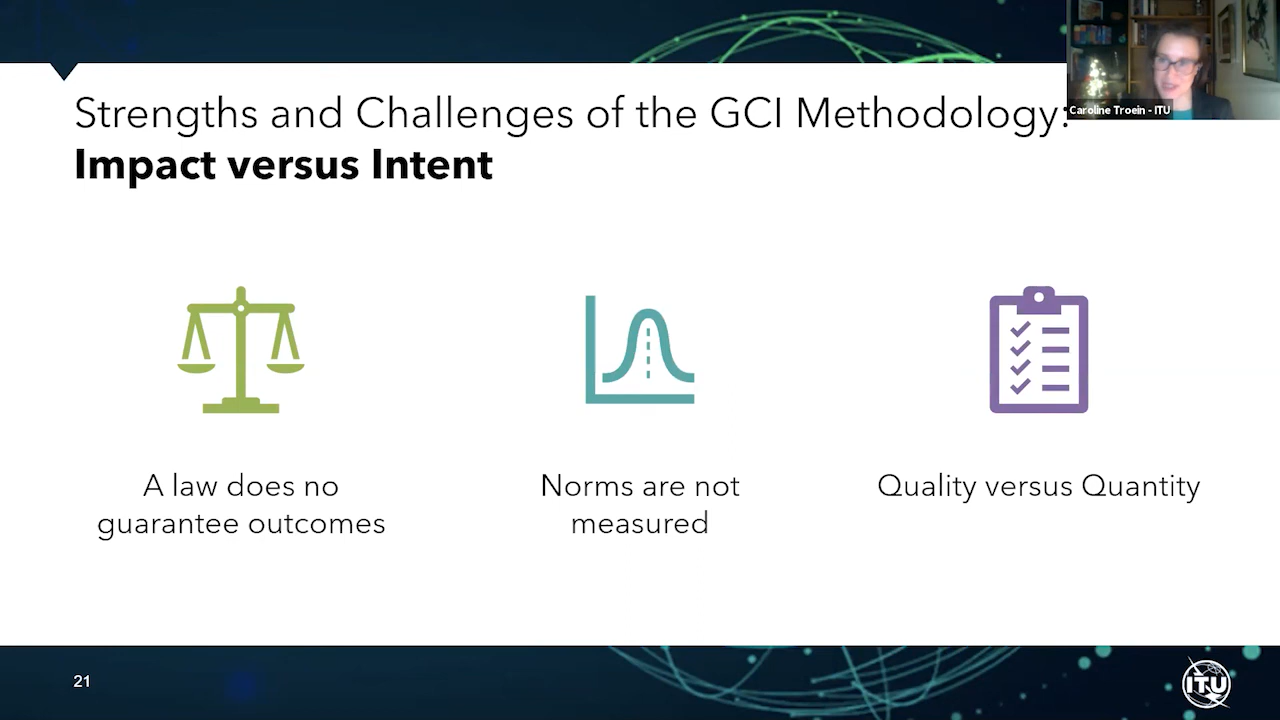 Strengths and Challenges of the GCI Methodology:
Impact versus Intent
Caroline Troein - ITU
A law does no
guarantee outcomes
Norms are not
measured
Quality versus Quantity
21
ITU